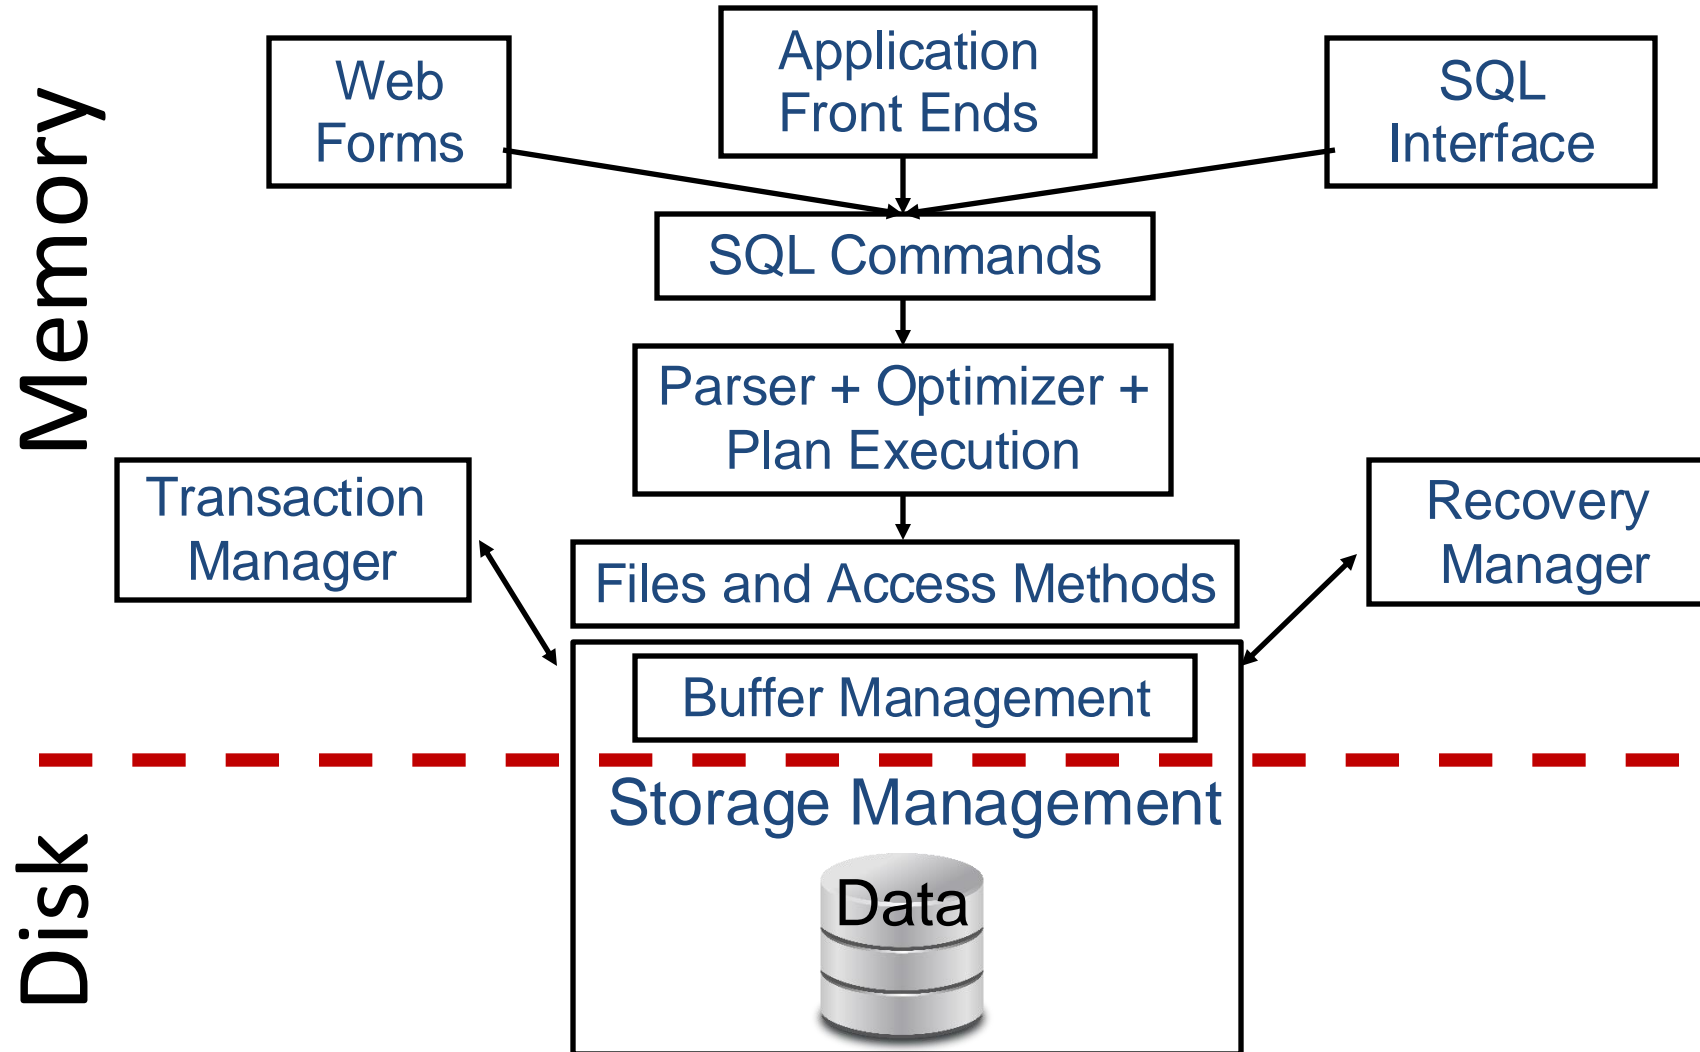 Memory
Web
Forms
Application
Front Ends
SQL
Interface
SQL Commands
Parser + Optimizer +
Plan Execution
Transaction
Manager
Recovery
Manager
Files and Access Methods
Buffer Management
Disk
Storage Management
Data